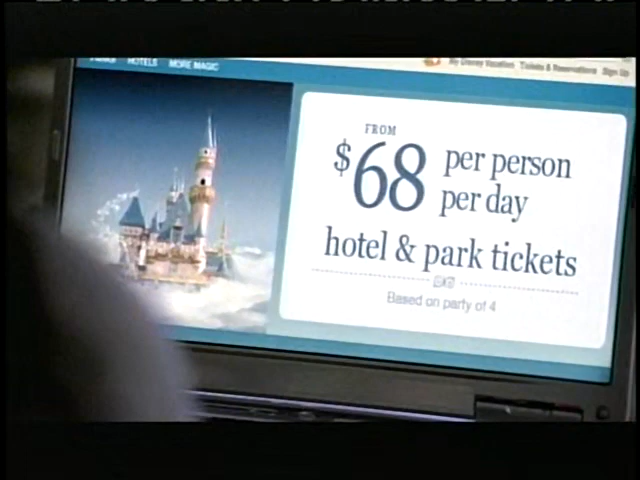 HOTELS MORE MAGIC
My Disney Vacation Tickets & Reservations Sign Up
FROM
$68 per person
per day
hotel & park tickets
Based on party of 4